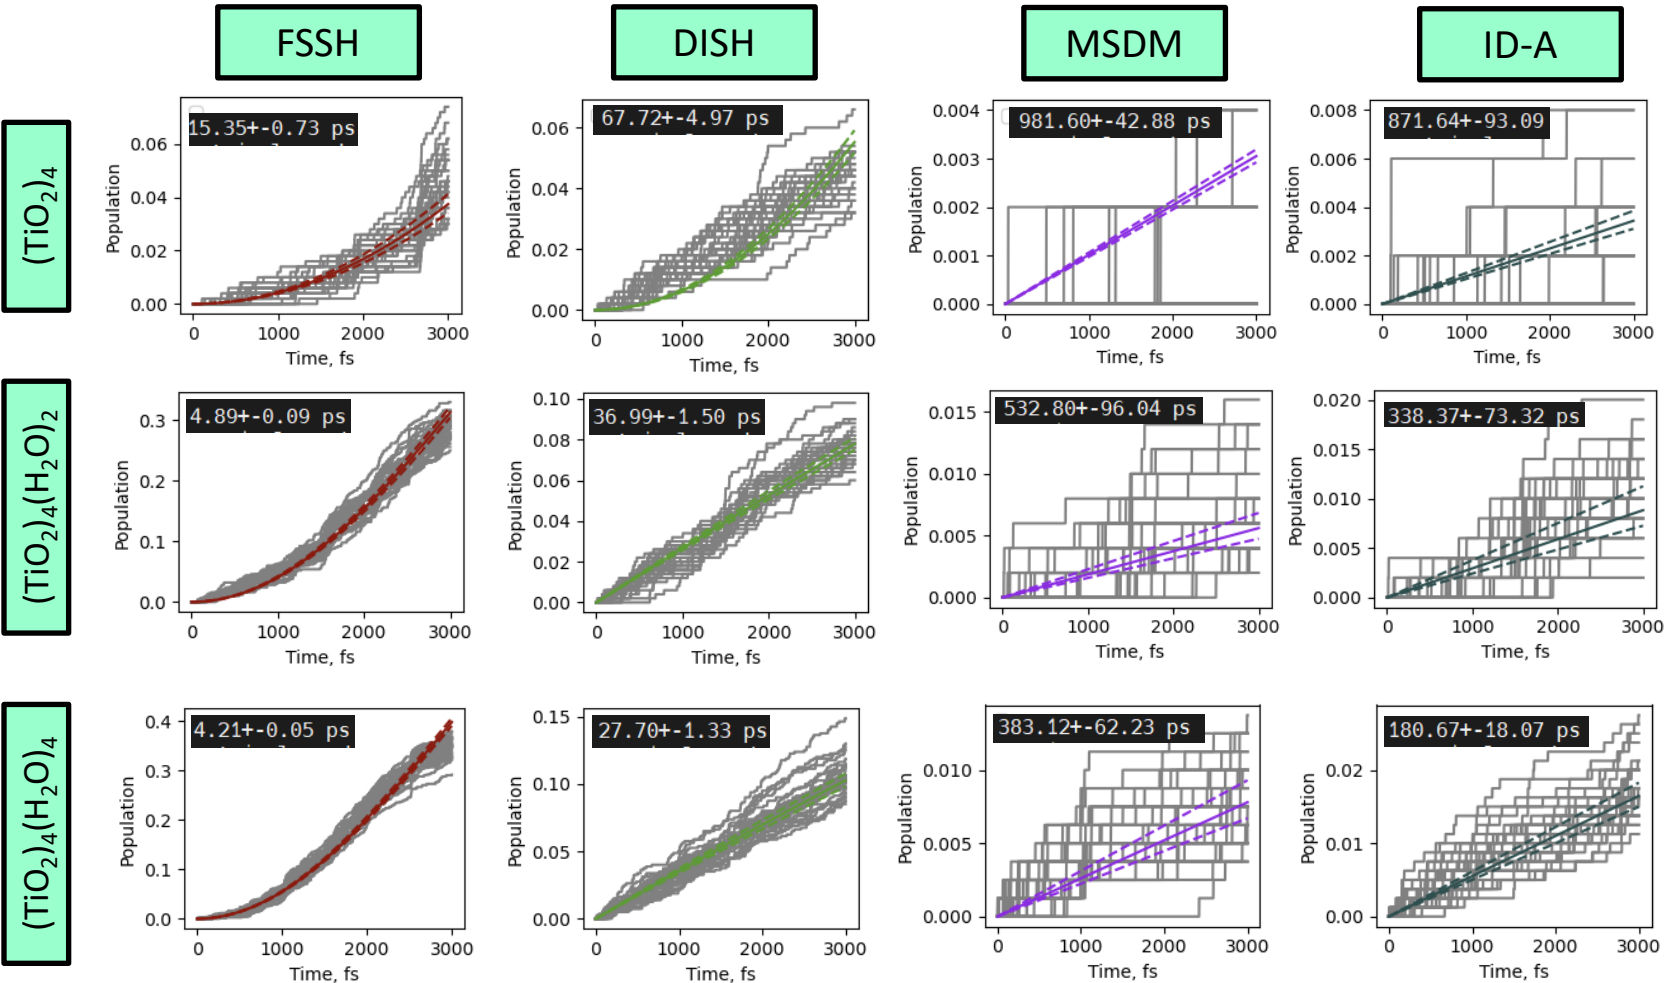 FSSH
DISH
MSDM
ID-A
(TiO₂)₄
15.35+-0.73 ps
Population
0.06
0.04
0.02
0.00
0 1000 2000 3000
Time, fs
67.72+-4.97 ps
Population
0.06
0.04
0.02
0.00
0 1000 2000 3000
Time, fs
981.60+-42.88 ps
Population
0.004
0.003
0.002
0.001
0.000
0 1000 2000 3000
Time, fs
871.64+-93.09
Population
0.008
0.006
0.004
0.002
0.000
0 1000 2000 3000
Time, fs
(TiO₂)₄(H₂O)₂
4.89+-0.09 ps
Population
0.3
0.2
0.1
0.0
0 1000 2000 3000
Time, fs
36.99+-1.50 ps
Population
0.10
0.08
0.06
0.04
0.02
0.00
0 1000 2000 3000
Time, fs
532.80+-96.04 ps
Population
0.015
0.010
0.005
0.000
0 1000 2000 3000
Time, fs
338.37+-73.32 ps
Population
0.020
0.015
0.010
0.005
0.000
0 1000 2000 3000
Time, fs
(TiO₂)₄(H₂O)₄
4.21+-0.05 ps
Population
0.4
0.3
0.2
0.1
0.0
0 1000 2000 3000
Time, fs
27.70+-1.33 ps
Population
0.15
0.10
0.05
0.00
0 1000 2000 3000
Time, fs
383.12+-62.23 ps
Population
0.010
0.005
0.000
0 1000 2000 3000
Time, fs
180.67+-18.07 ps
Population
0.02
0.01
0.00
0 1000 2000 3000
Time, fs